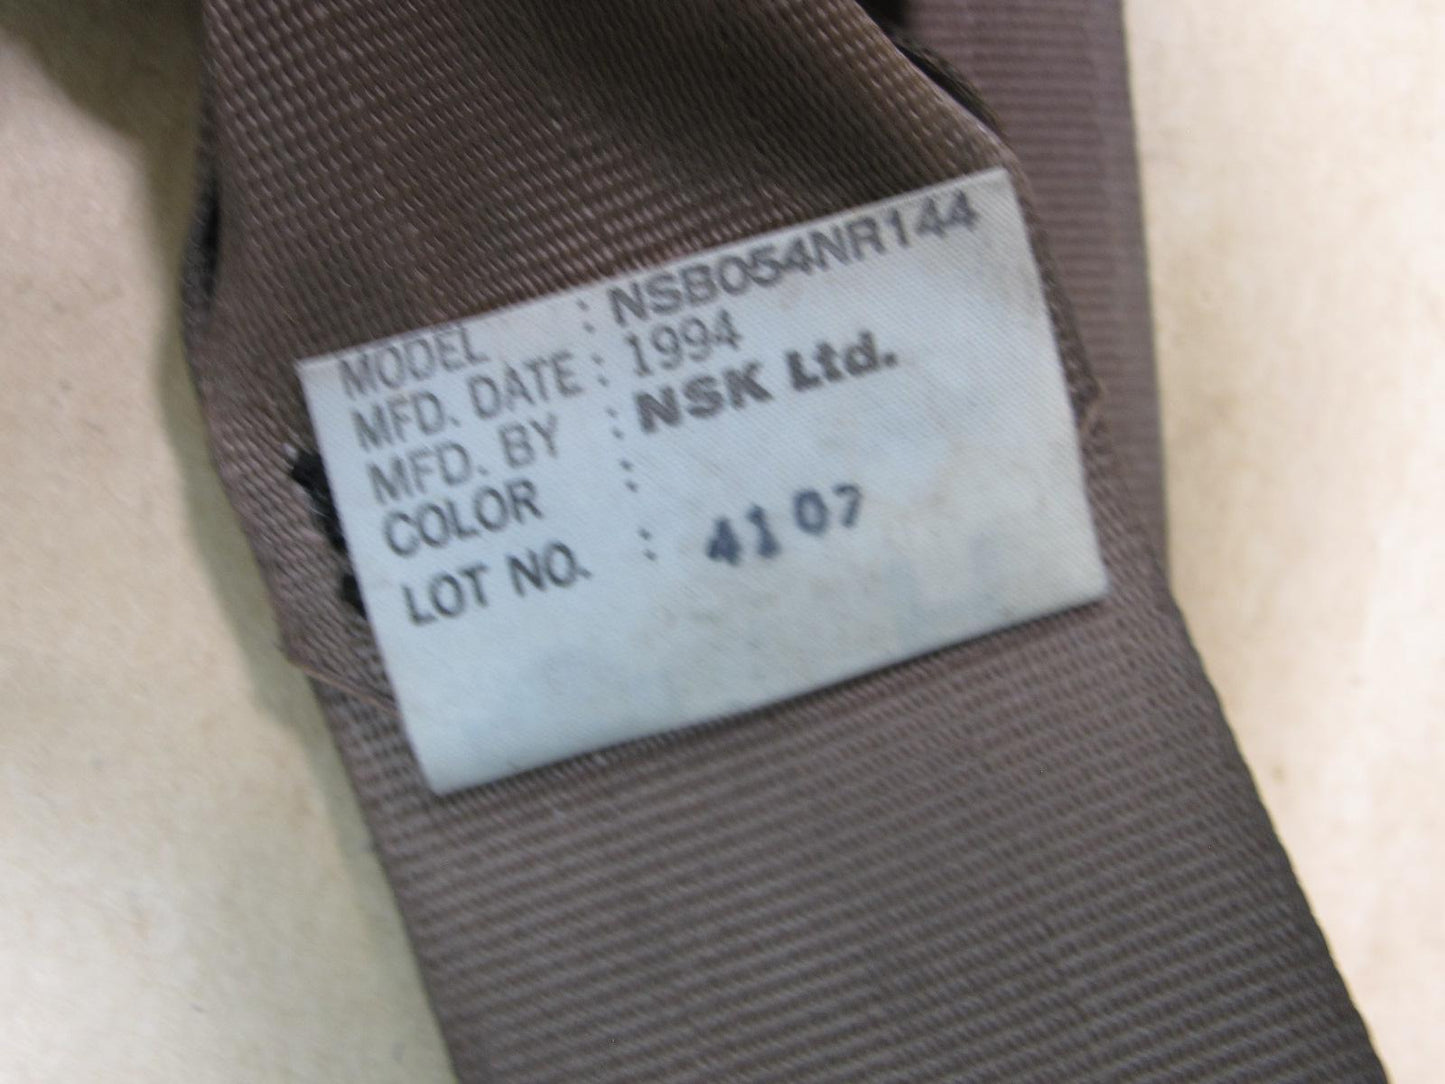 MODEL : NSB054NR144
MFD. DATE : 1994
MFD. BY : NSK Ltd.
COLOR :
LOT NO. : 4107